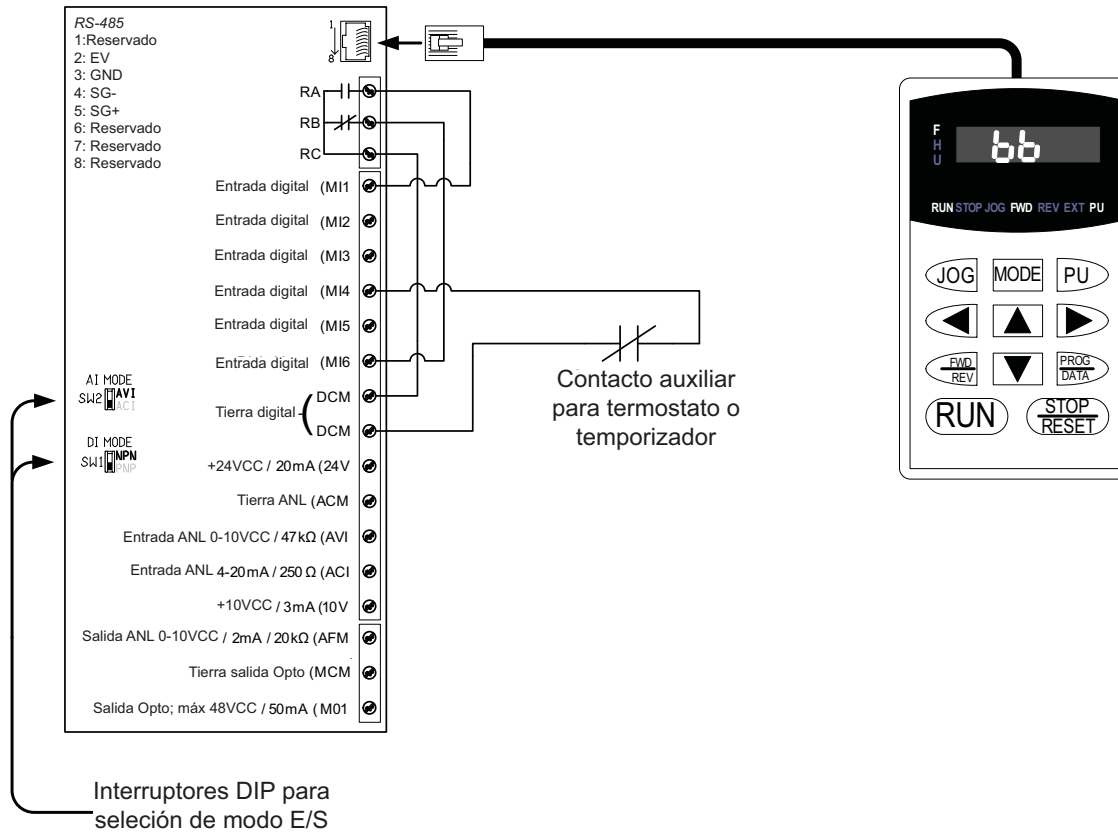 RS-485
1:Reservado
2: EV
3: GND
4: SG-
5: SG+
6: Reservado
7: Reservado
8: Reservado
1
8
RA
RB
RC
Entrada digital (MI1
Entrada digital (MI2
Entrada digital (MI3
Entrada digital (MI4
Entrada digital (MI5
Entrada digital (MI6
Tierra digital (
DCM
DCM
+24VCC / 20mA (24V
Tierra ANL (ACM
Entrada ANL 0-10VCC / 47kΩ (AVI
Entrada ANL 4-20mA / 250 Ω (ACI
+10VCC / 3mA (10V
Salida ANL 0-10VCC / 2mA / 20kΩ (AFM
Tierra salida Opto (MCM
Salida Opto; máx 48VCC / 50mA ( M01
AI MODE
SW2 AVI
ACI
DI MODE
SW1 NPN
PNP
Interruptores DIP para
seleción de modo E/S
Contacto auxiliar
para termostato o
temporizador
F
H
U
bb
RUN STOP JOG FWD REV EXT PU
JOG MODE PU
FWD
REV
PROG
DATA
RUN
STOP
RESET